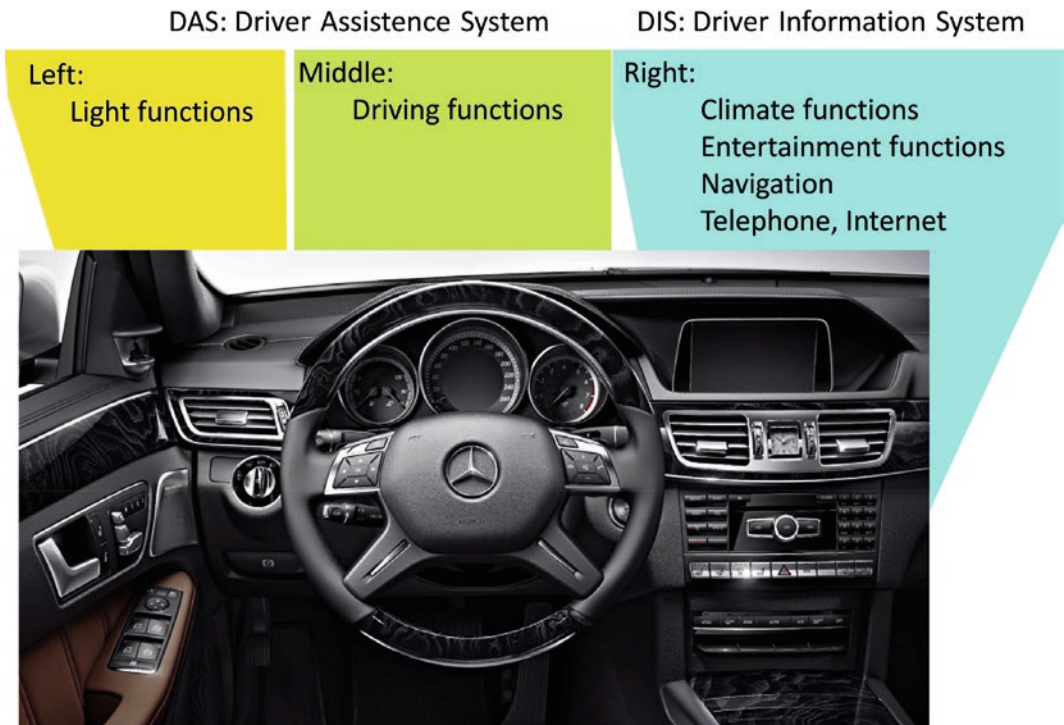 DAS: Driver Assistence System
DIS: Driver Information System
Left:
Light functions
Middle:
Driving functions
Right:
Climate functions
Entertainment functions
Navigation
Telephone, Internet